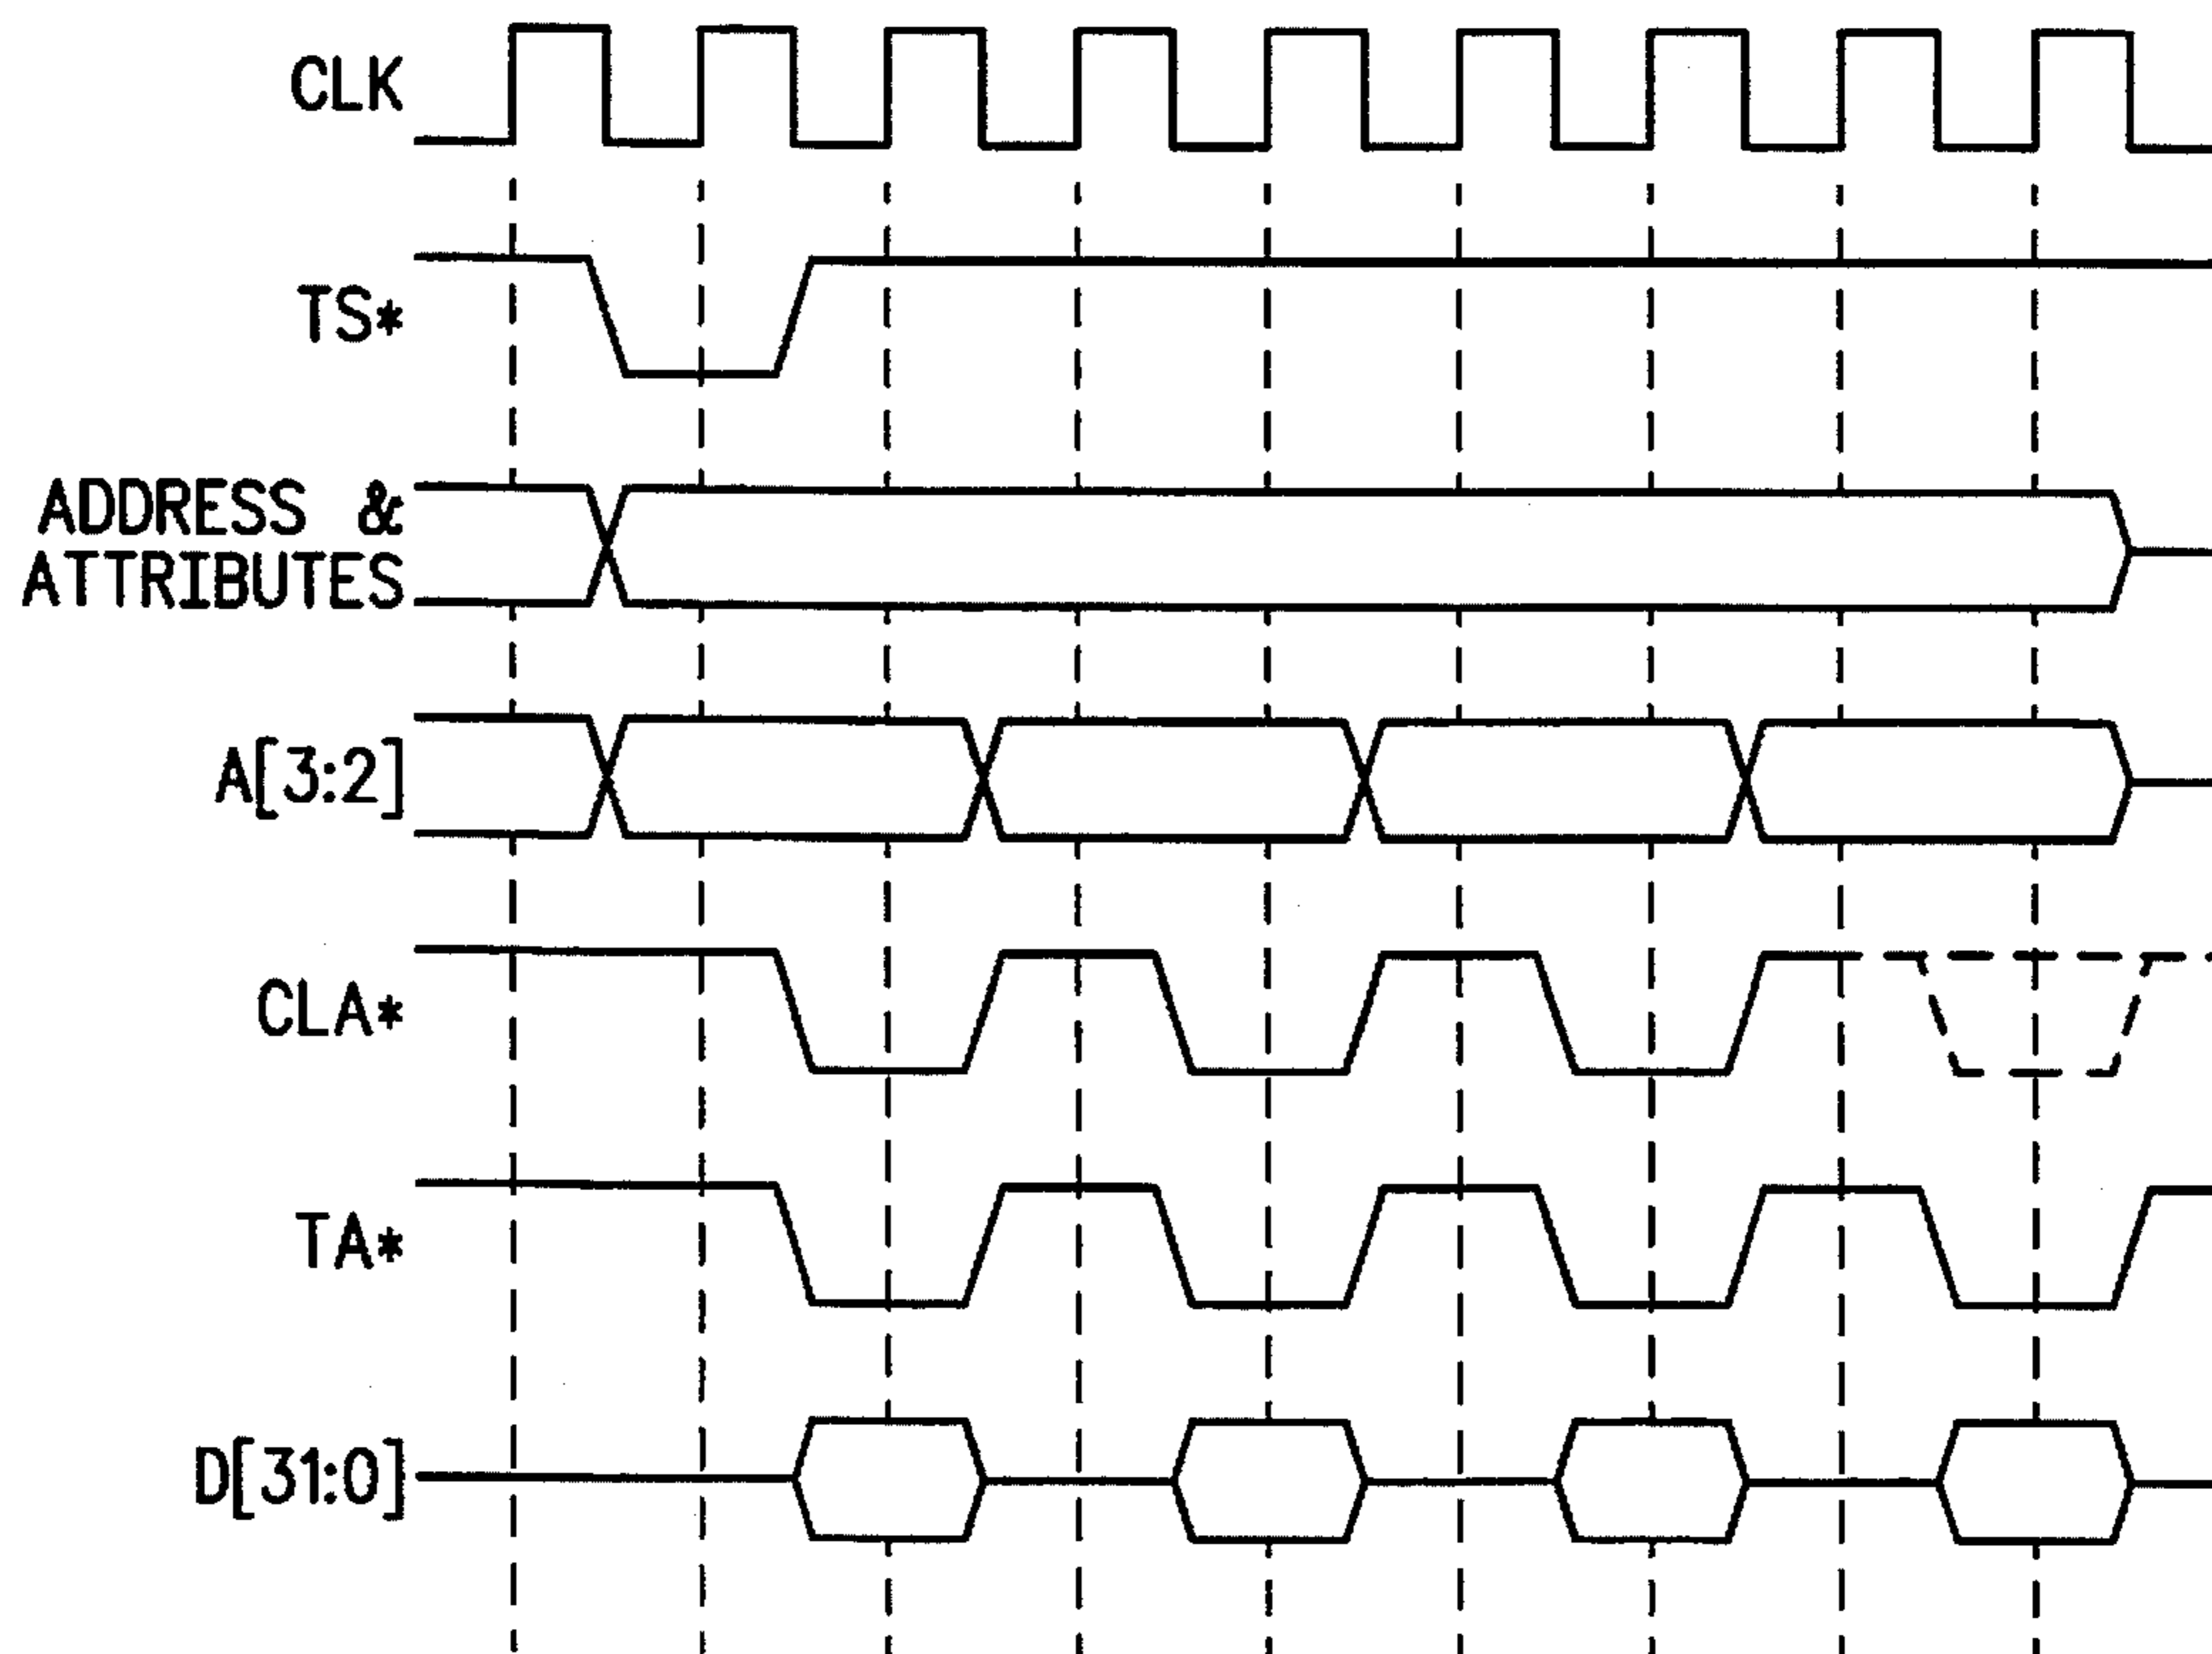 CLK
TS*
ADDRESS &
ATTRIBUTES
A[3:2]
CLA*
TA*
D[31:0]